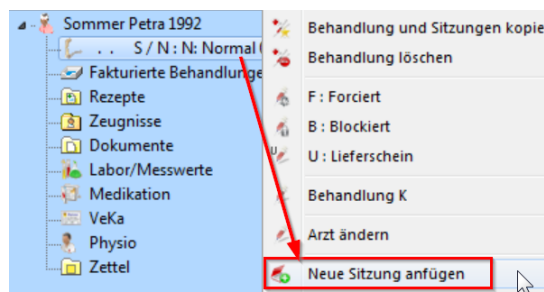 Sommer Petra 1992
. . S / N : N: Normal
Fakturierte Behandlunge
Rezepte
Zeugnisse
Dokumente
Labor/Messwerte
Medikation
VeKa
Physio
Zettel
Behandlung und Sitzungen kopie
Behandlung löschen
F : Forciert
B : Blockiert
U : Lieferschein
Behandlung K
Arzt ändern
Neue Sitzung anfügen